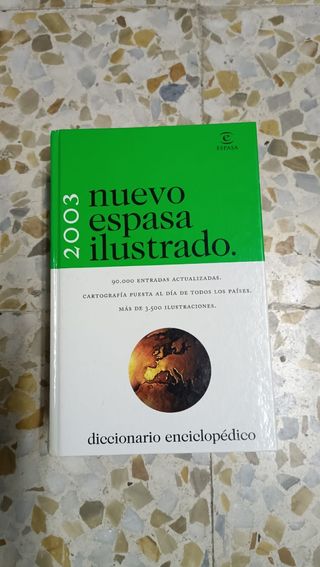 ESPASA
2003
nuevo
espasa
ilustrado.
90.000 ENTRADAS ACTUALIZADAS.
CARTOGRAFÍA PUESTA AL DÍA DE TODOS LOS PAÍSES.
MÁS DE 3.500 ILUSTRACIONES.
diccionario enciclopédico